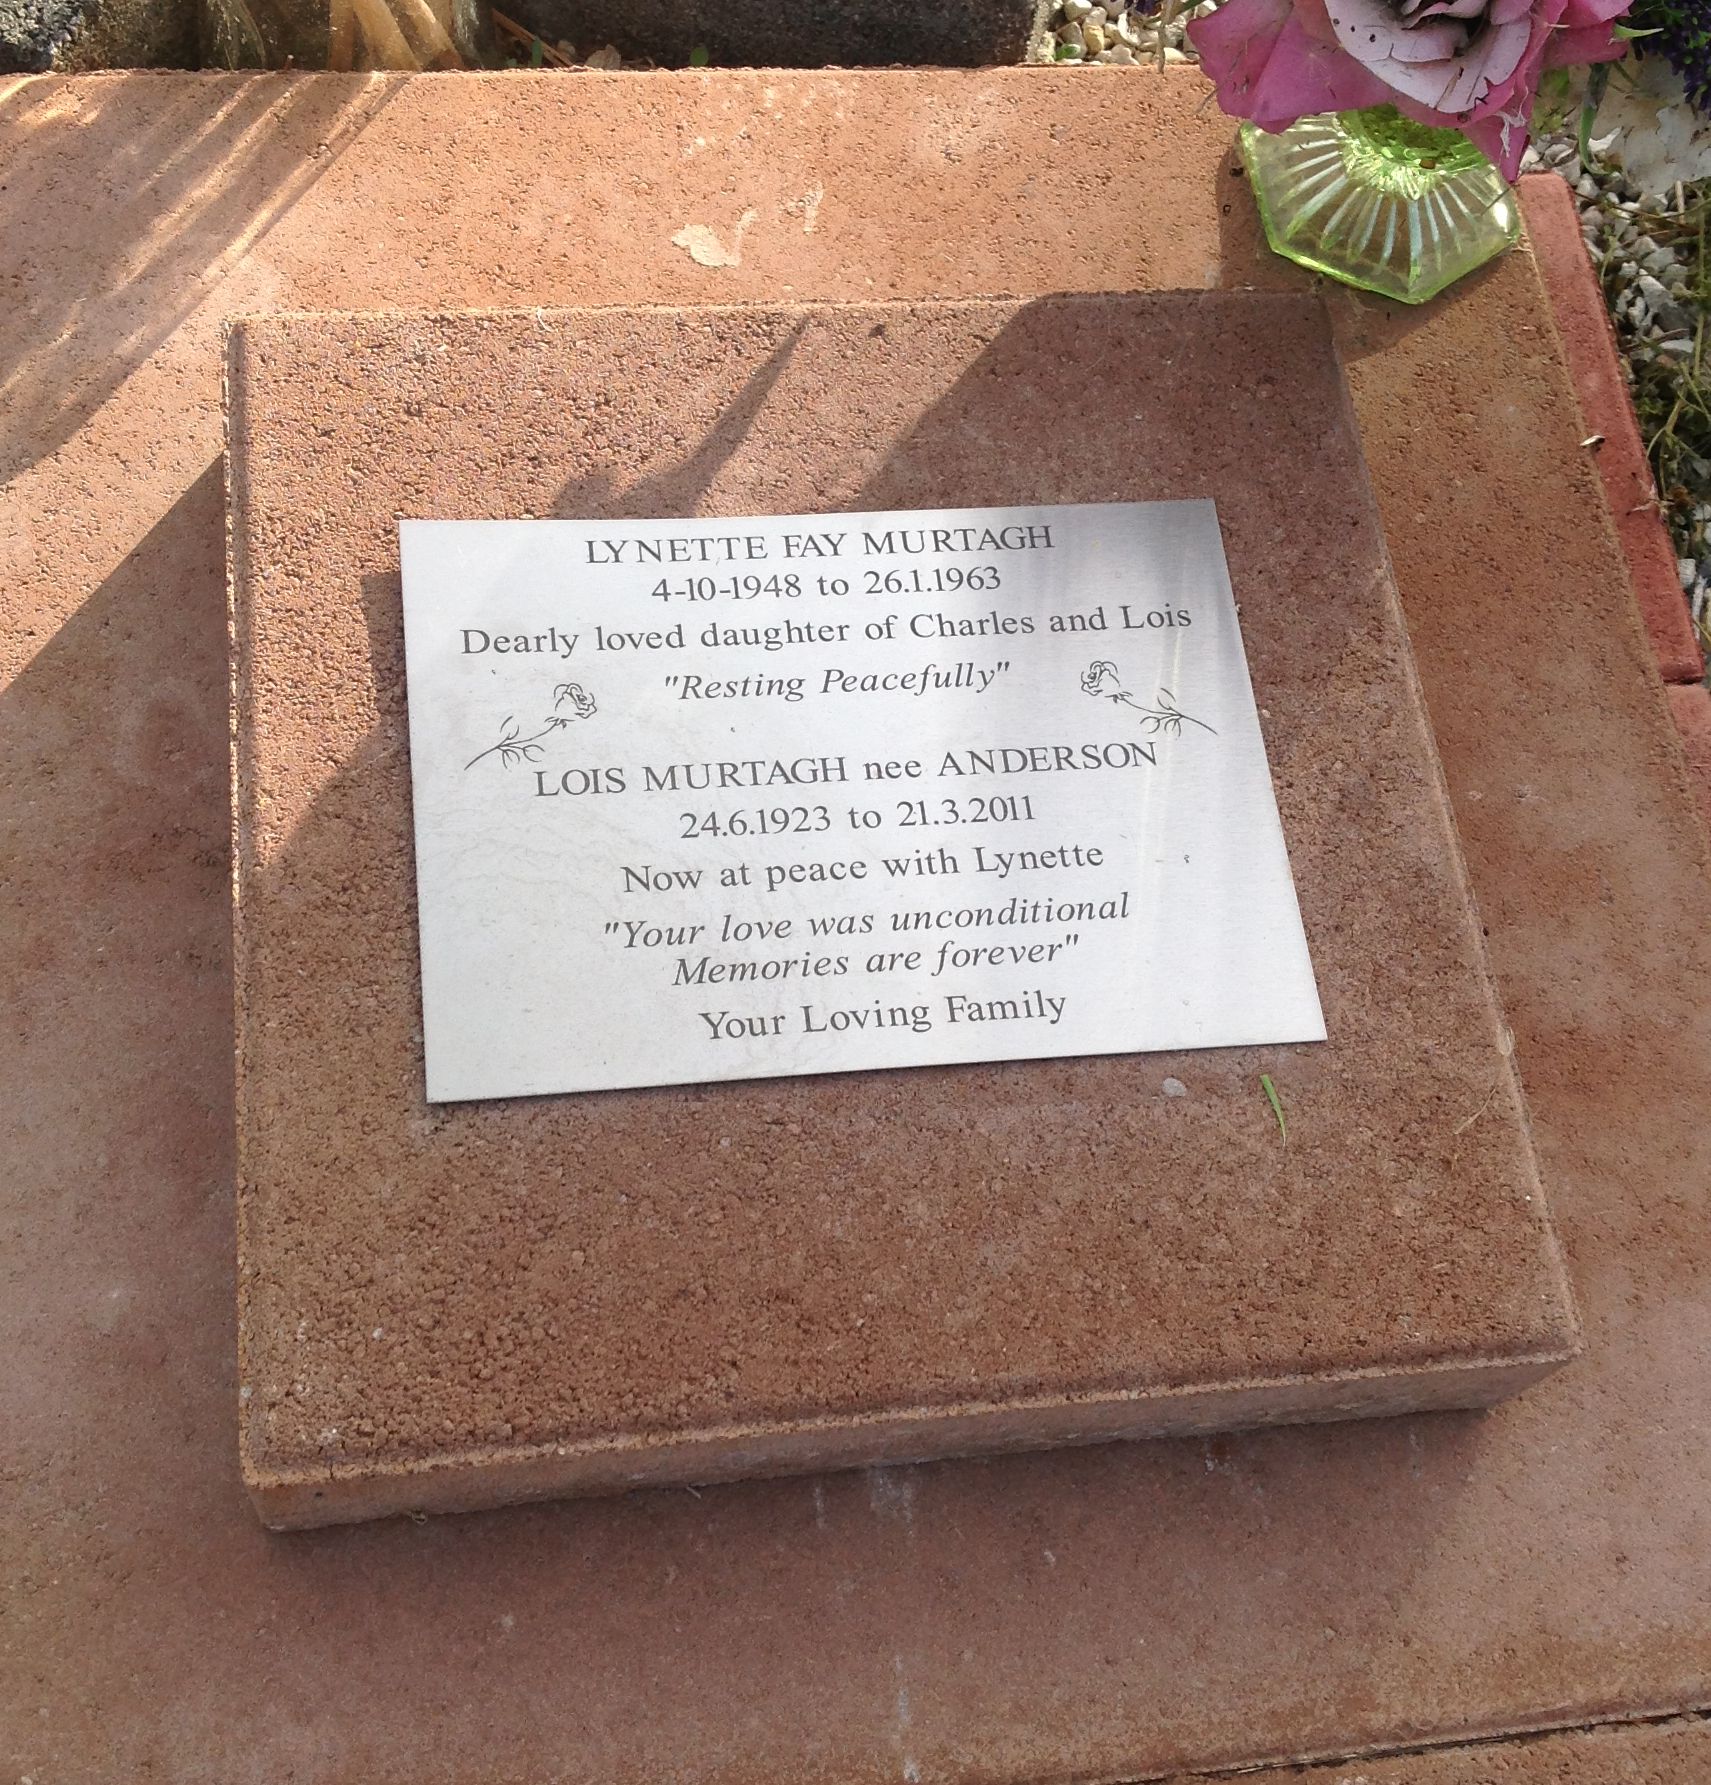 LYNETTE FAY MURTAGH
4-10-1948 to 26.1.1963
Dearly loved daughter of Charles and Lois
"Resting Peacefully"
LOIS MURTAGH nee ANDERSON
24.6.1923 to 21.3.2011
Now at peace with Lynette
"Your love was unconditional
Memories are forever"
Your Loving Family